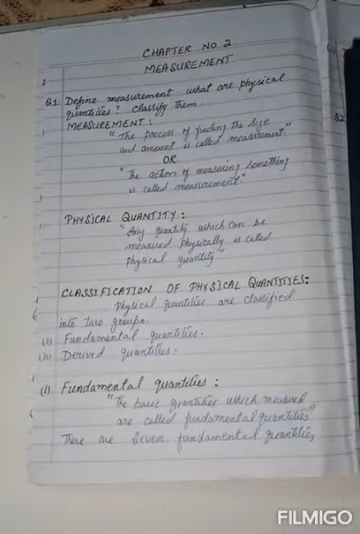 CHAPTER NO 2
MEASUREMENT
Q1: Define measurement. what are physical
quantities? classify them.
MEASUREMENT:
"The process of finding the size
and amount is called measurement."
OR
"The action of measuring something
is called measurement."
PHYSICAL QUANTITY:
"Any quantity which can be
measured physically is called
physical quantity
CLASSIFICATION OF PHYSICAL QUANTITIES:
Physical quantities are classified
into two groups.
(i) Fundamental quantities.
(ii) Derived quantities.
(i) Fundamental quantities:
"The basic quantities which measured
are called fundamental quantities"
There are seven fundamental quantities
FILMIGO